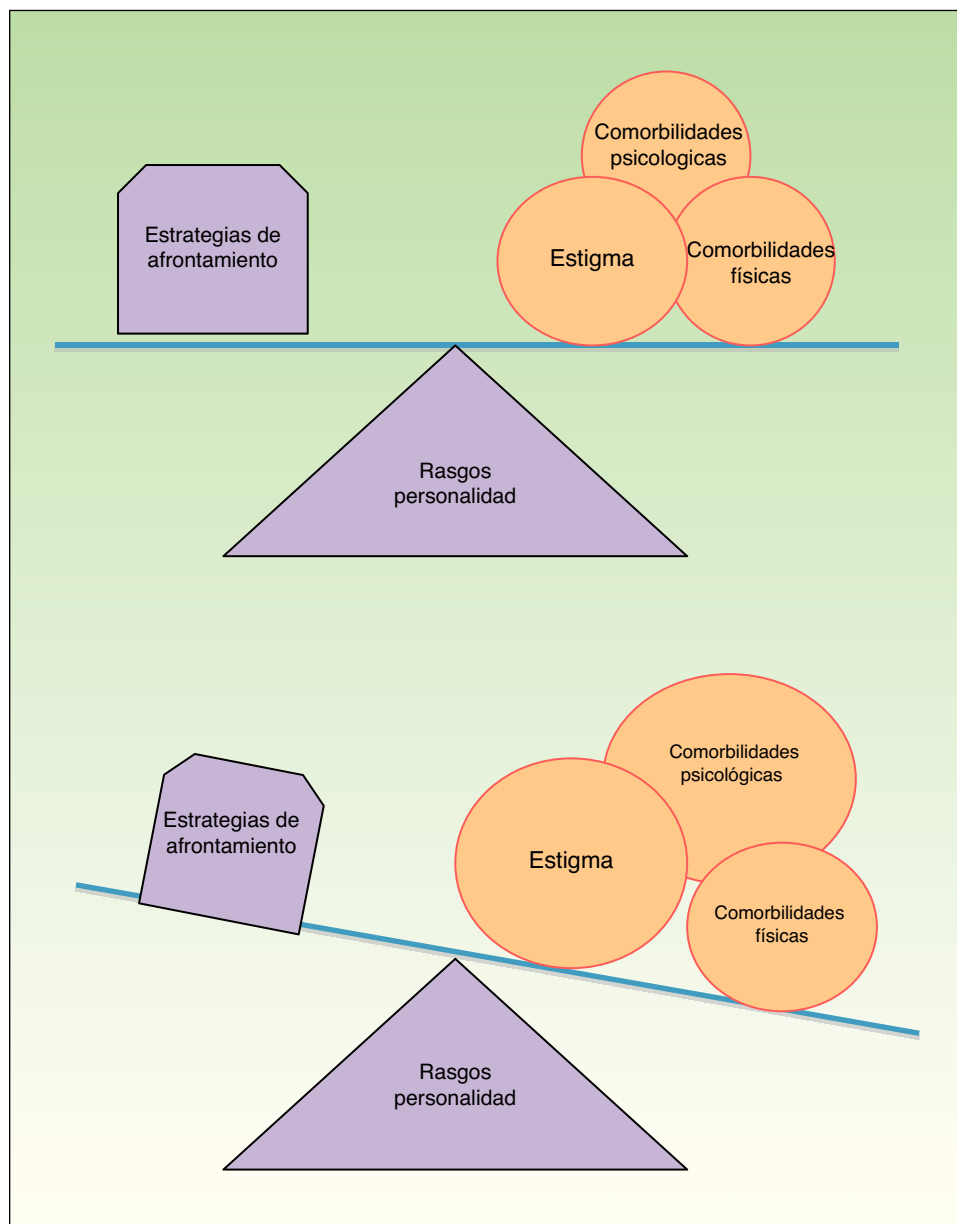 Comorbilidades
psicologicas
Estrategias de
afrontamiento
Estigma
Comorbilidades
físicas
Rasgos
personalidad
Comorbilidades
psicológicas
Estrategias de
afrontamiento
Estigma
Comorbilidades
físicas
Rasgos
personalidad